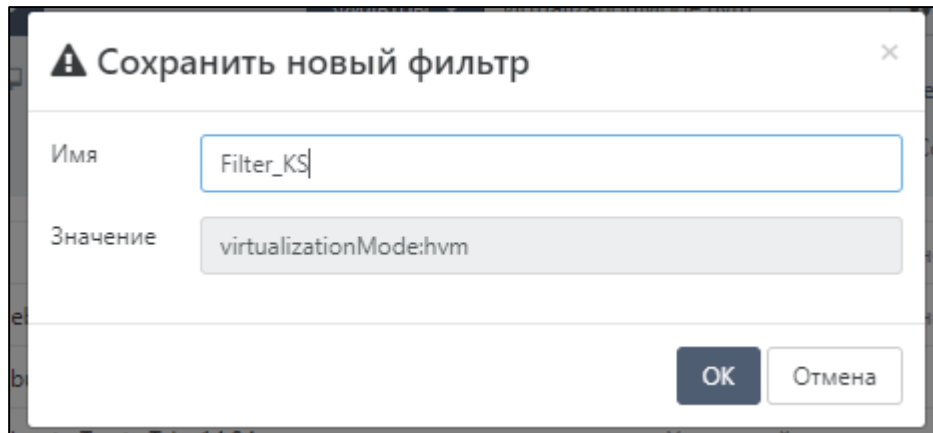 Сохранить новый фильтр
×
Имя
Filter_KS
Значение
virtualizationMode:hvm
OK
Отмена